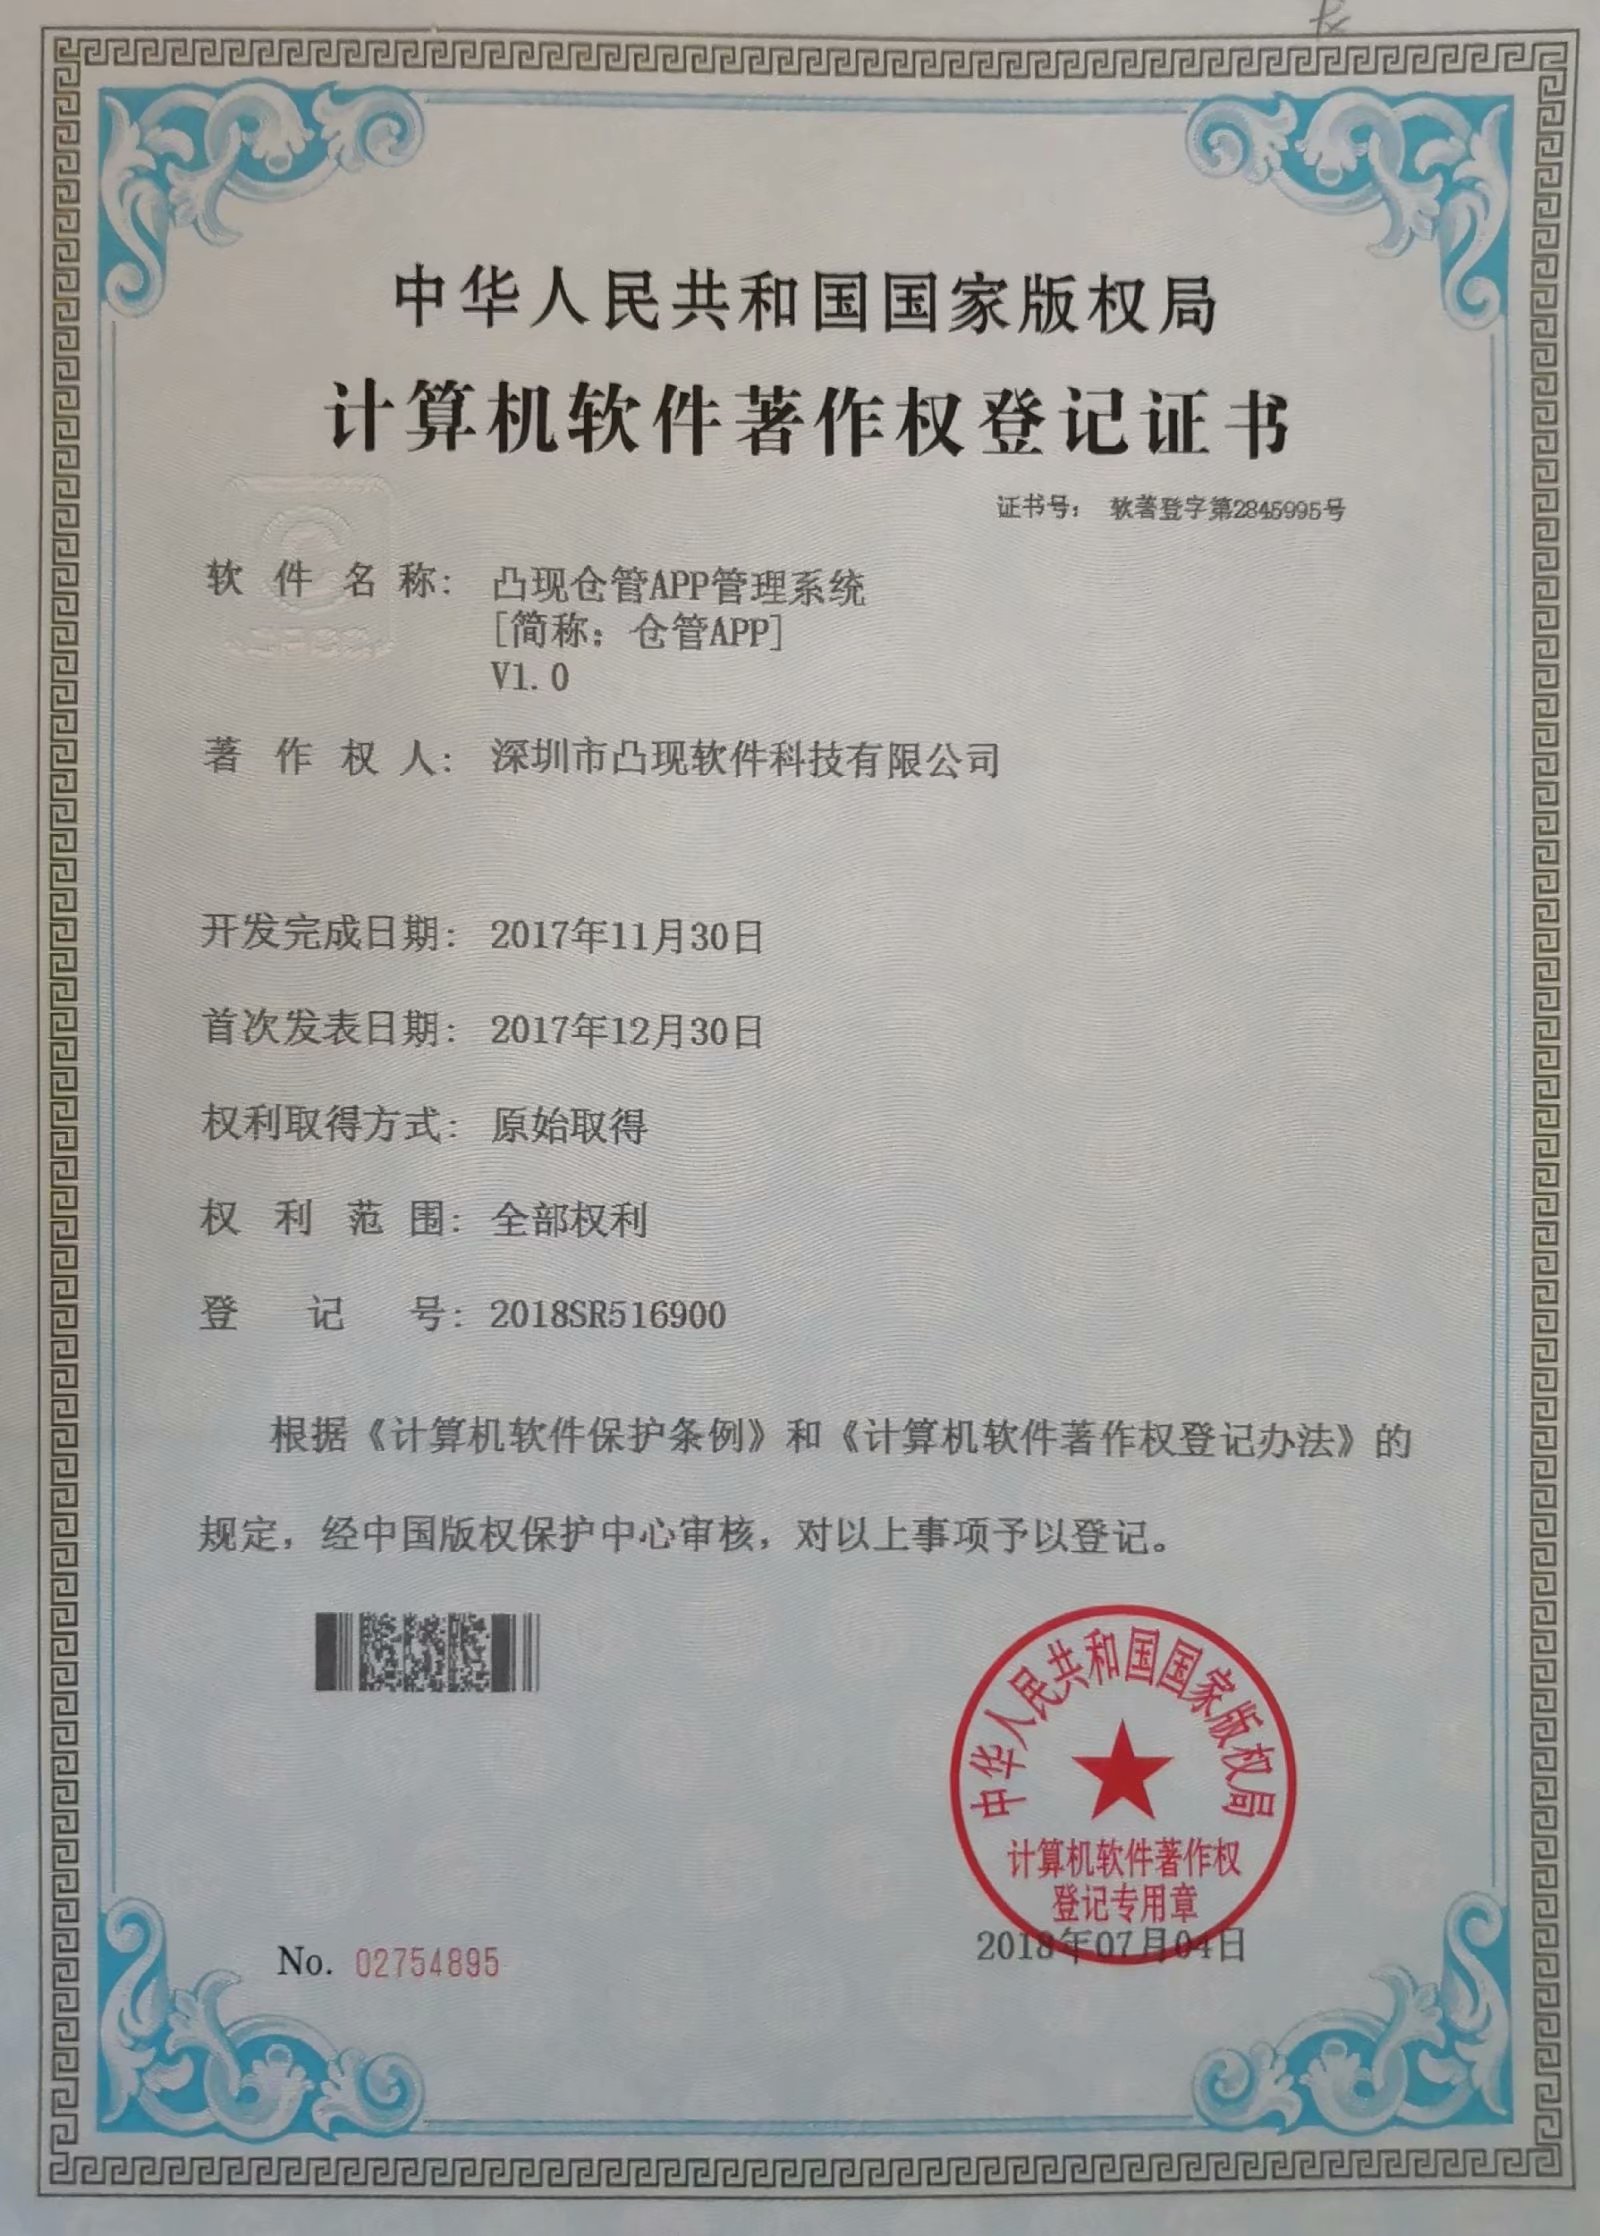 中华人民共和国国家版权局
计算机软件著作权登记证书
证书号： 软著登字第2845995号
软件名称： 凸现仓管APP管理系统
[简称：仓管APP]
V1.0
著作权人： 深圳市凸现软件科技有限公司
开发完成日期： 2017年11月30日
首次发表日期： 2017年12月30日
权利取得方式： 原始取得
权利范围： 全部权利
登记号： 2018SR516900
根据《计算机软件保护条例》和《计算机软件著作权登记办法》的
规定，经中国版权保护中心审核，对以上事项予以登记。
中华人民共和国国家版权局
计算机软件著作权
登记专用章
2018年07月04日
No. 02754895